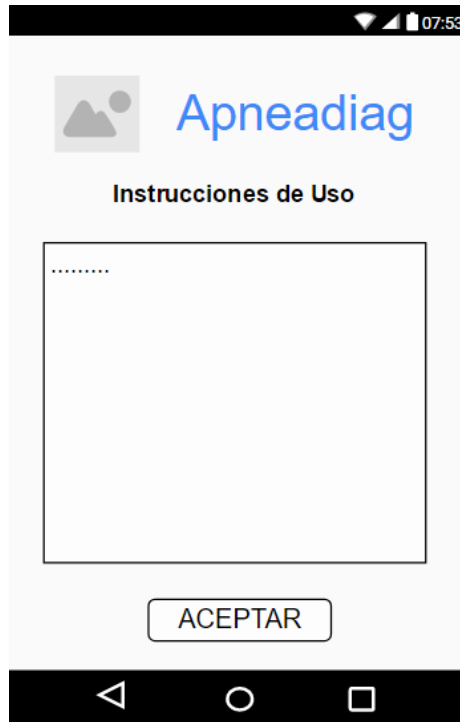 07:53
Apneadiag
Instrucciones de Uso
.........
ACEPTAR